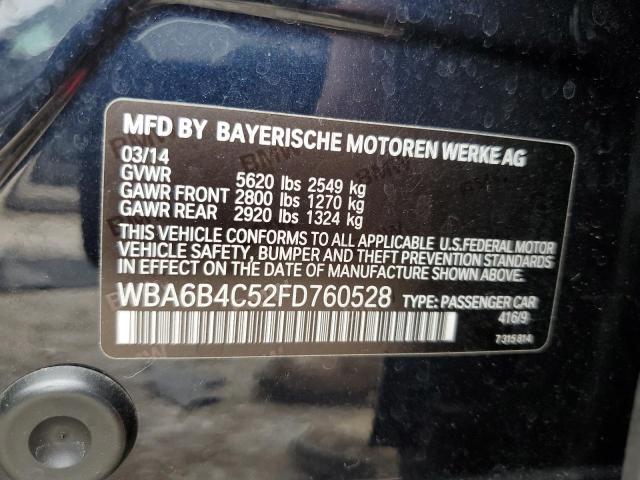 MFD BY BAYERISCHE MOTOREN WERKE AG
03/14
GVWR 5620 lbs 2549 kg
GAWR FRONT 2800 lbs 1270 kg
GAWR REAR 2920 lbs 1324 kg
THIS VEHICLE CONFORMS TO ALL APPLICABLE U.S. FEDERAL MOTOR
VEHICLE SAFETY, BUMPER AND THEFT PREVENTION STANDARDS
IN EFFECT ON THE DATE OF MANUFACTURE SHOWN ABOVE.
WBA6B4C52FD760528 TYPE: PASSENGER CAR
416/9
7315814